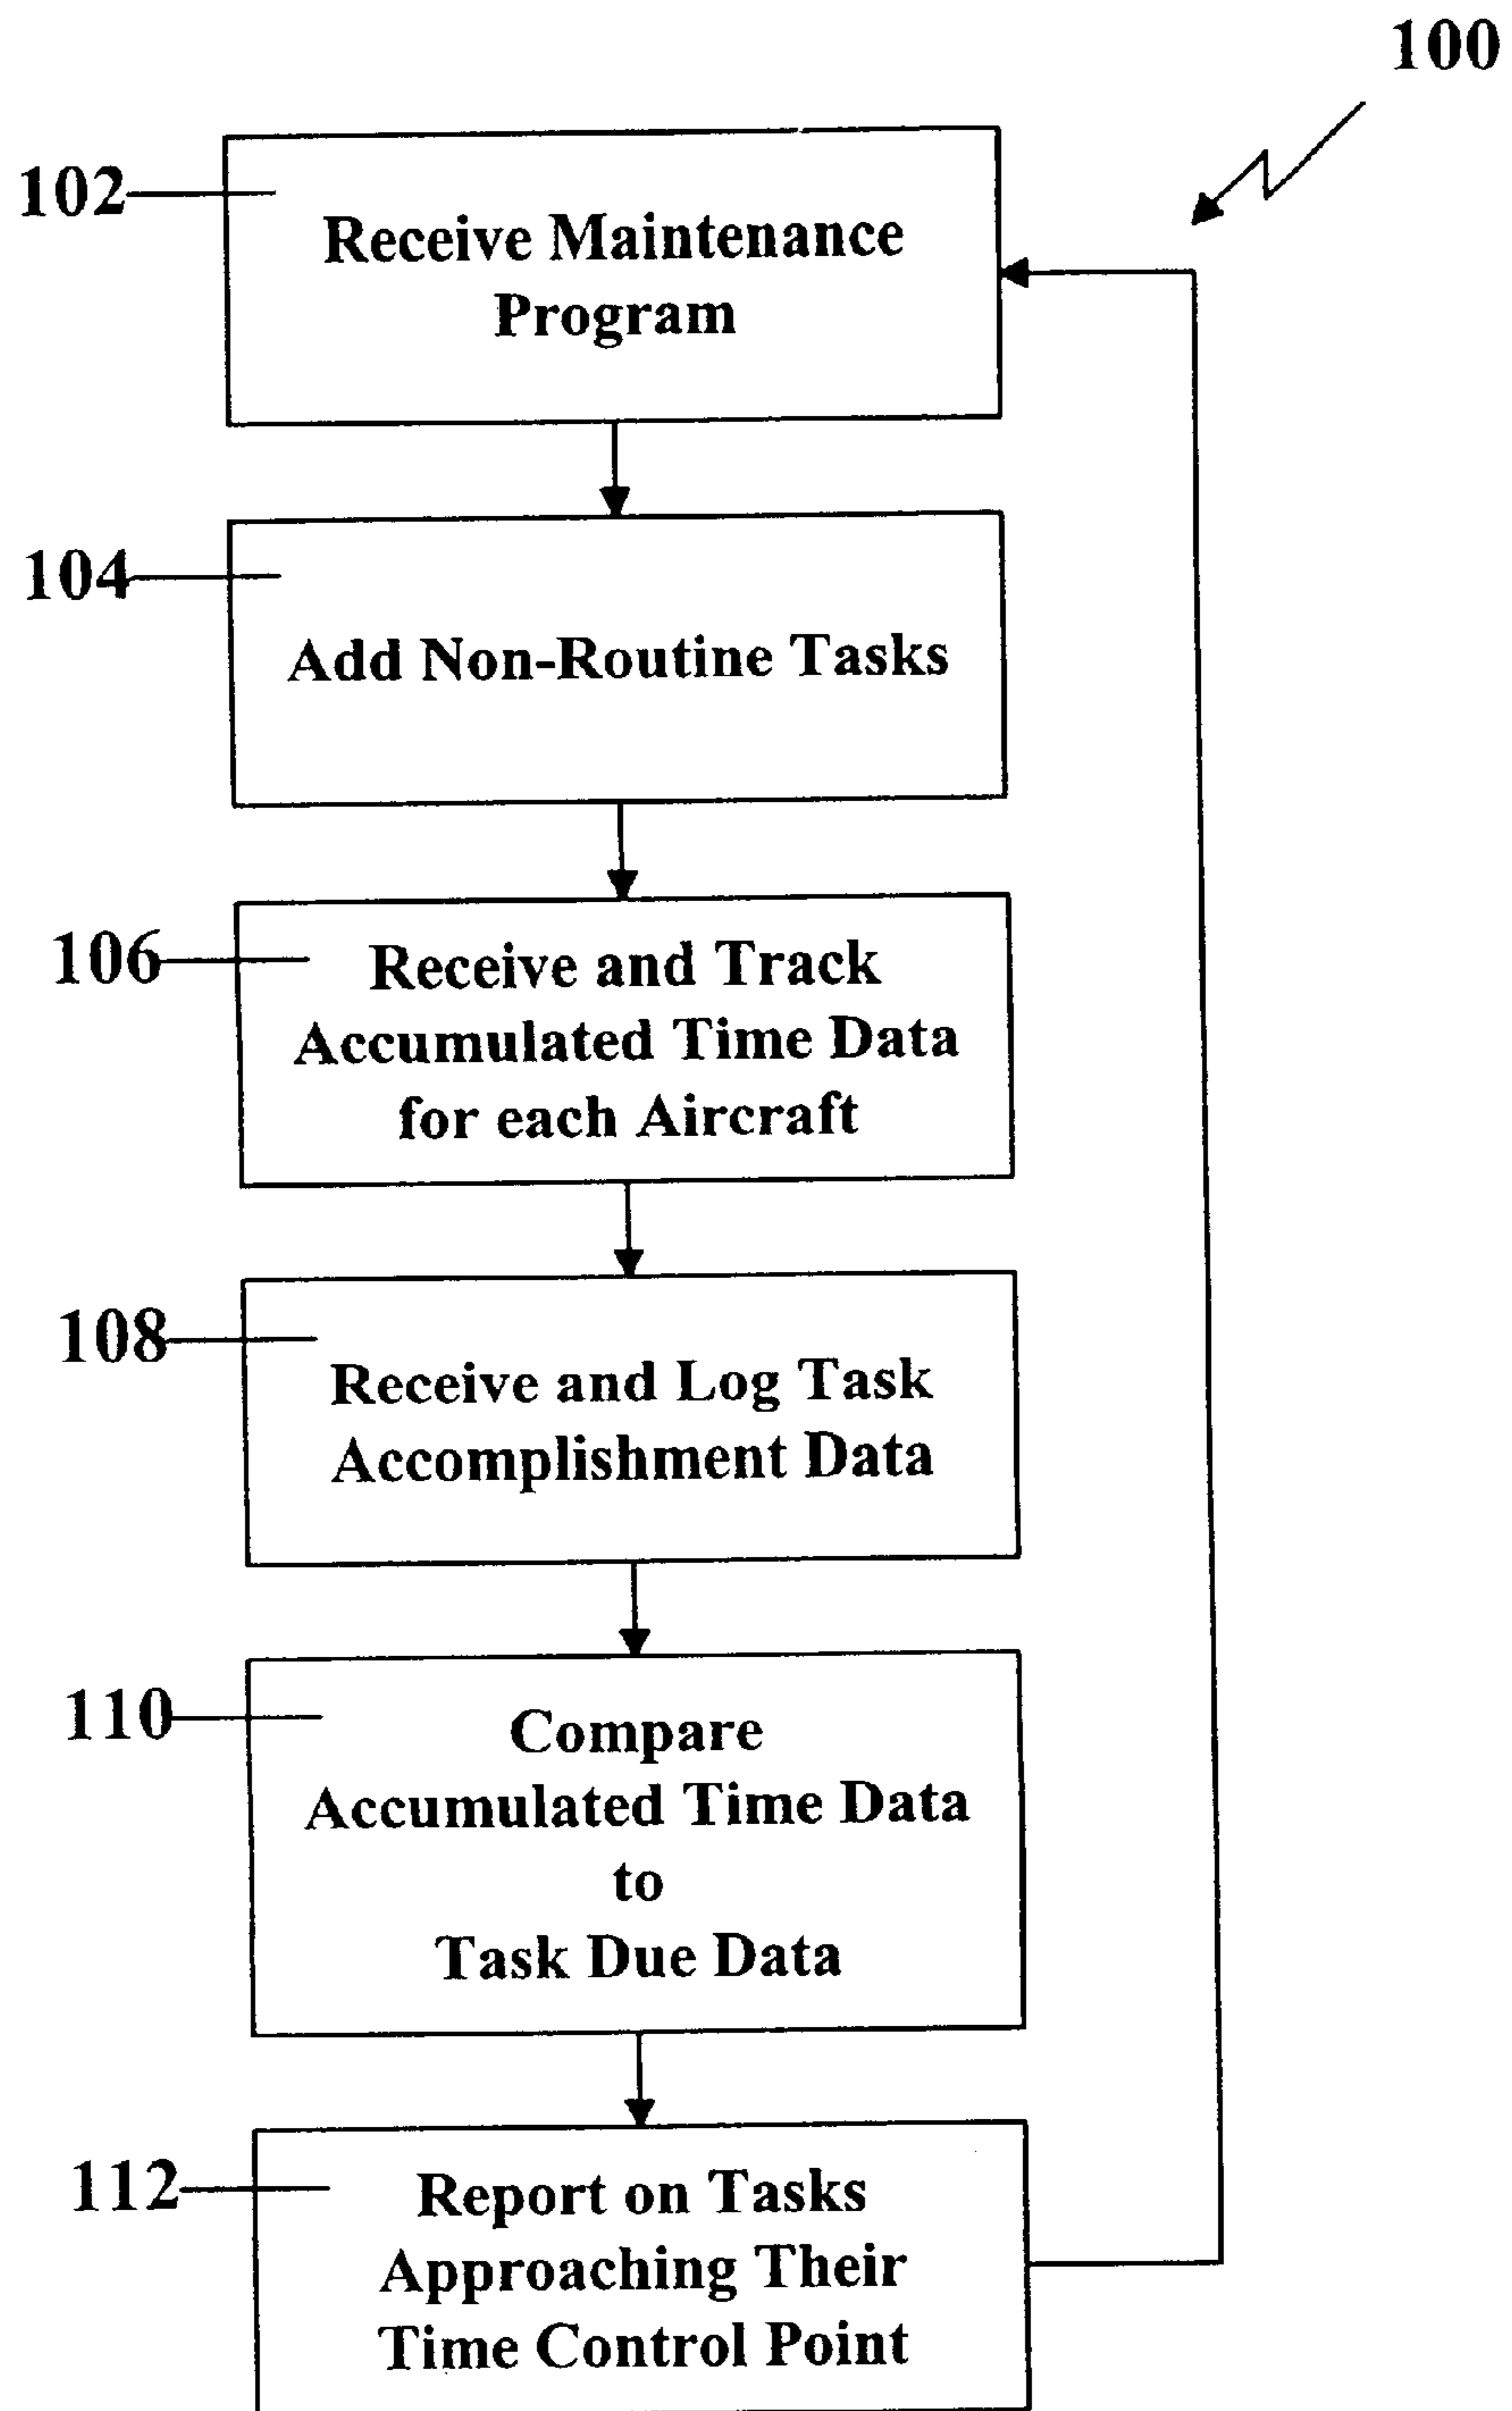 100
102
Receive Maintenance
Program
104
Add Non-Routine Tasks
106
Receive and Track
Accumulated Time Data
for each Aircraft
108
Receive and Log Task
Accomplishment Data
110
Compare
Accumulated Time Data
to
Task Due Data
112
Report on Tasks
Approaching Their
Time Control Point